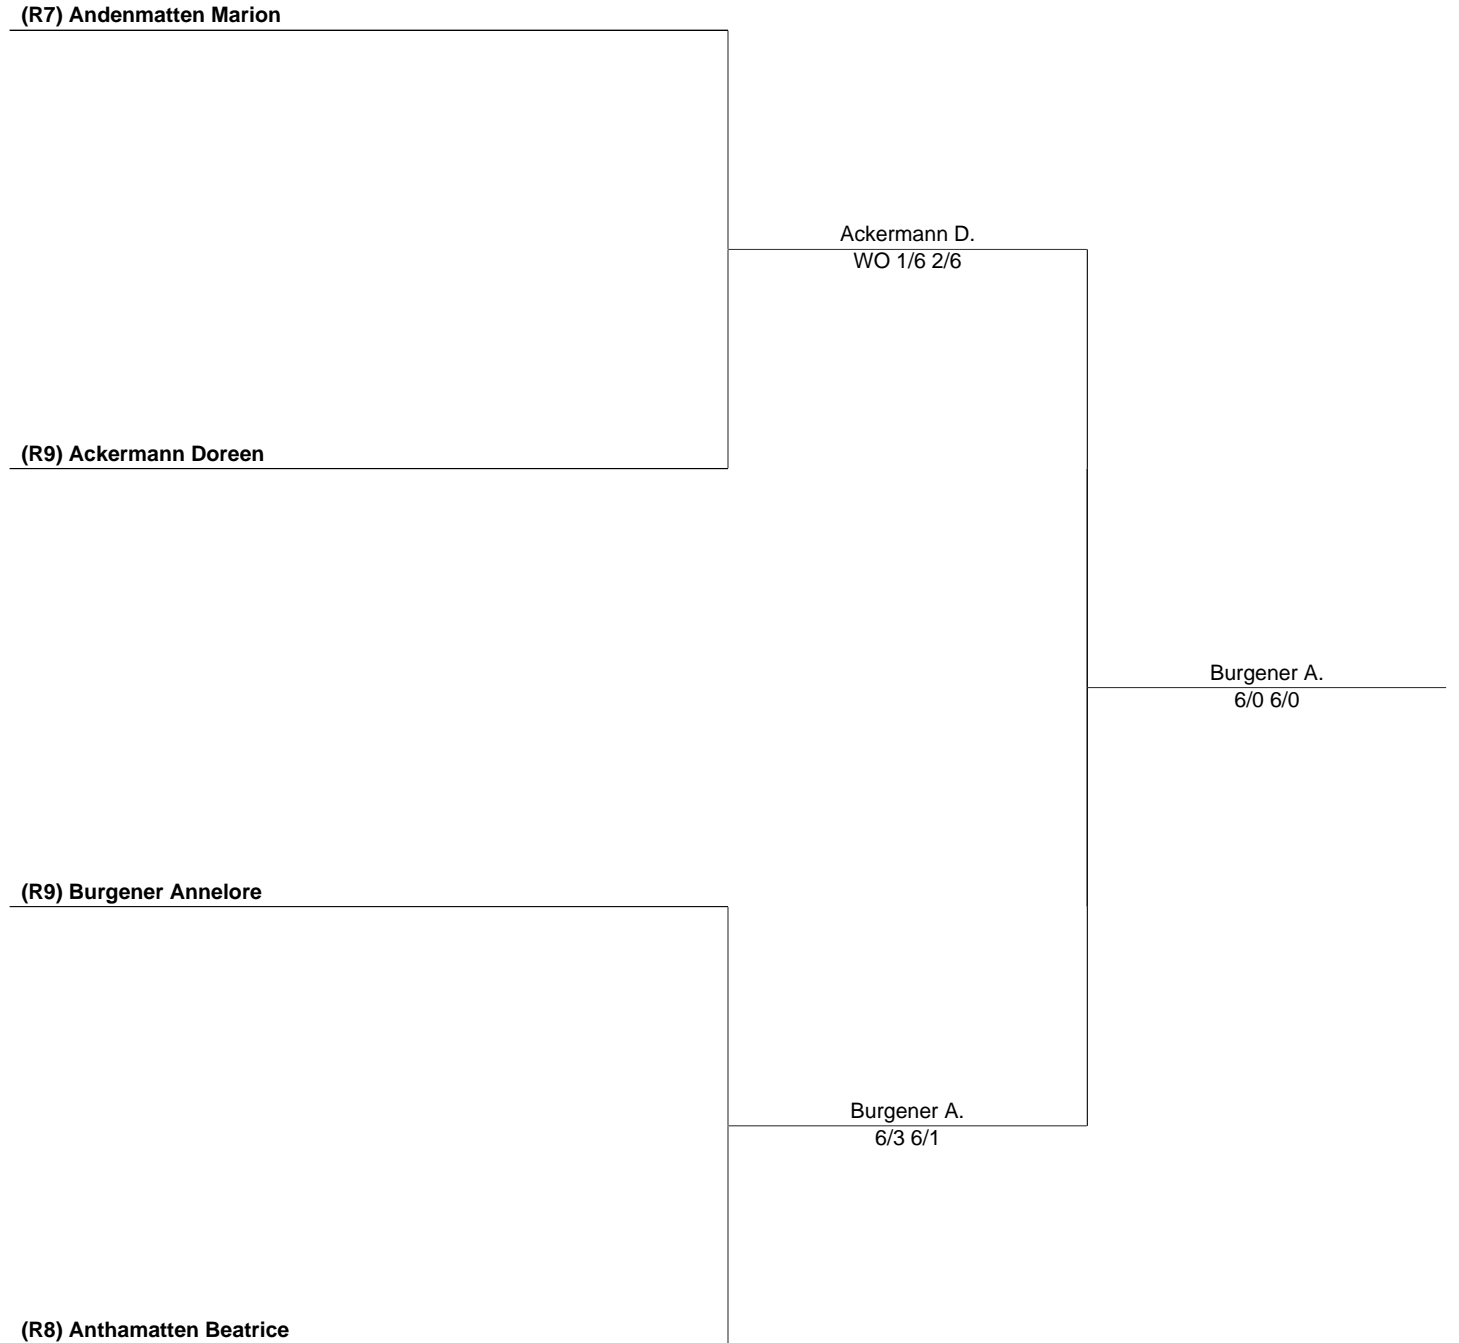 (R7) Andenmatten Marion
Ackermann D.
WO 1/6 2/6
(R9) Ackermann Doreen
Burgener A.
6/0 6/0
(R9) Burgener Annelore
Burgener A.
6/3 6/1
(R8) Anthamatten Beatrice